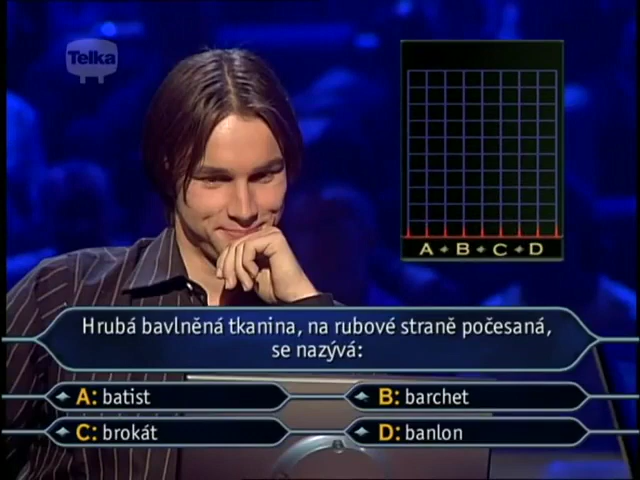 Telka
A B C D
Hrubá bavlněná tkanina, na rubové straně počesaná,
se nazývá:
A: batist
B: barchet
C: brokát
D: banlon